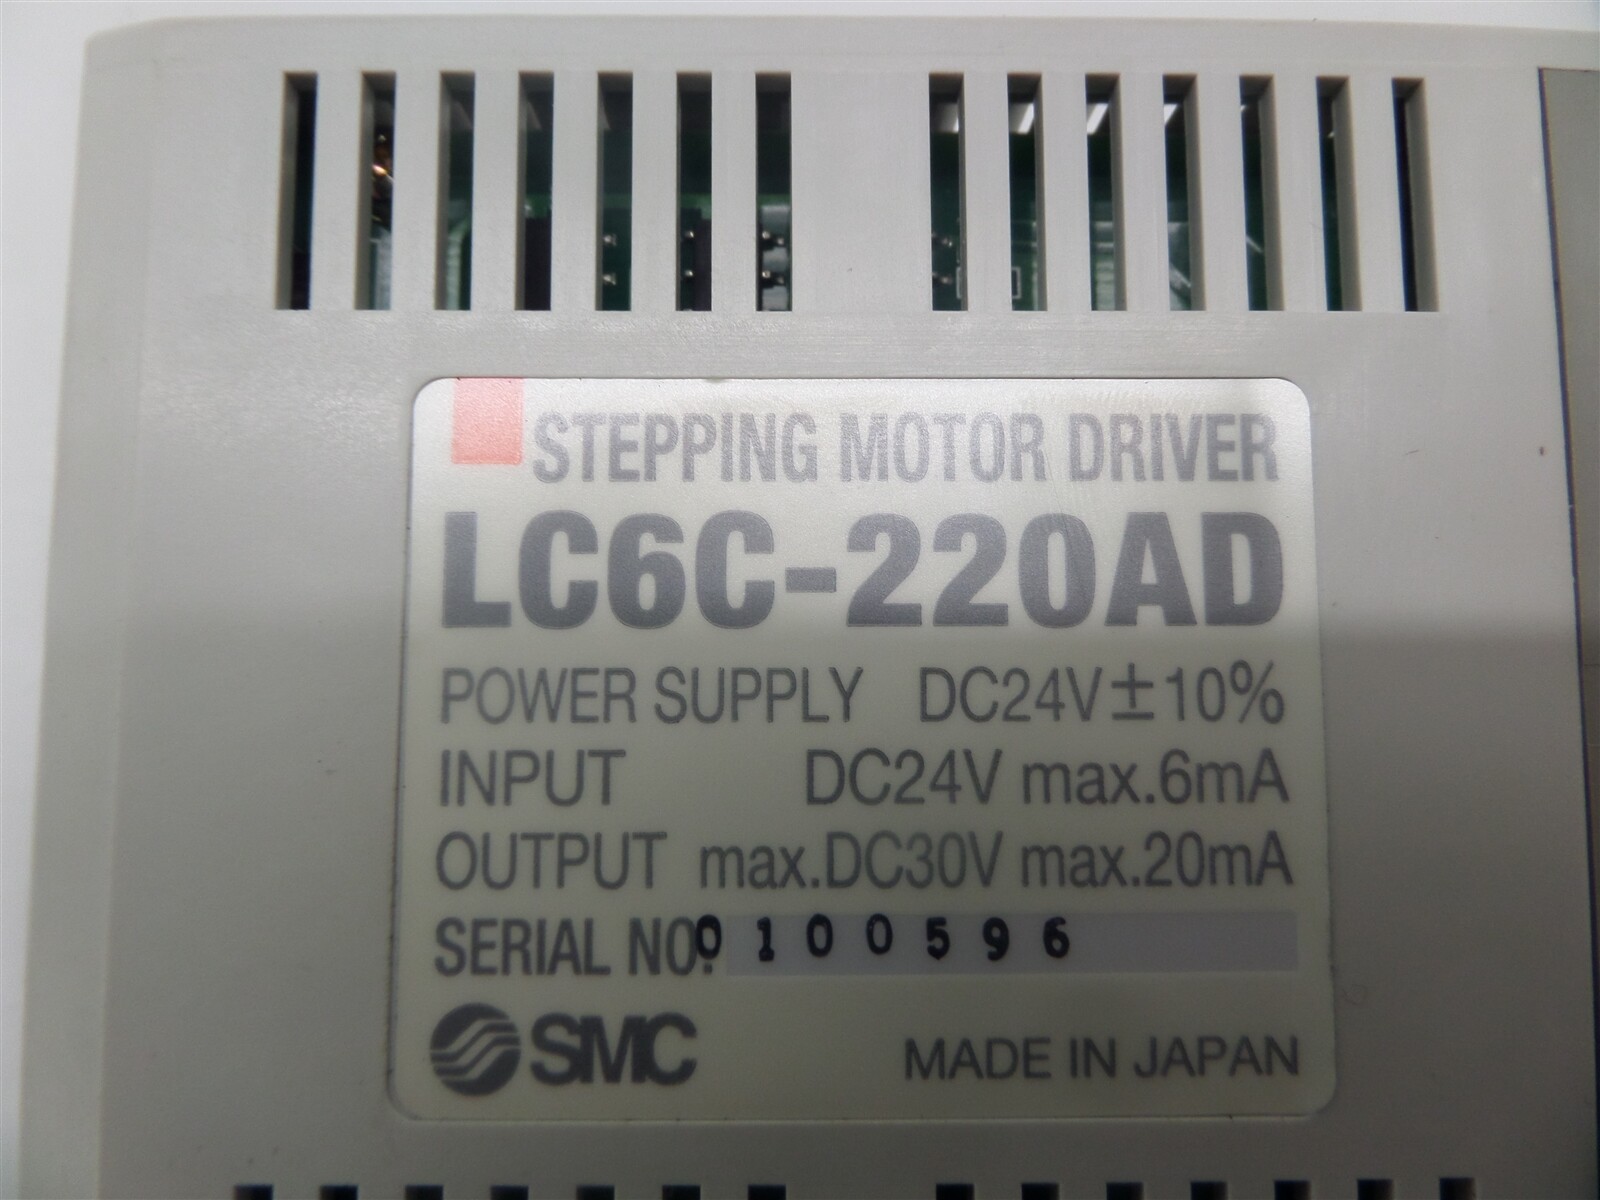 STEPPING MOTOR DRIVER
LC6C-220AD
POWER SUPPLY DC24V±10%
INPUT DC24V max.6mA
OUTPUT max.DC30V max.20mA
SERIAL NO. 0100596
SMC MADE IN JAPAN